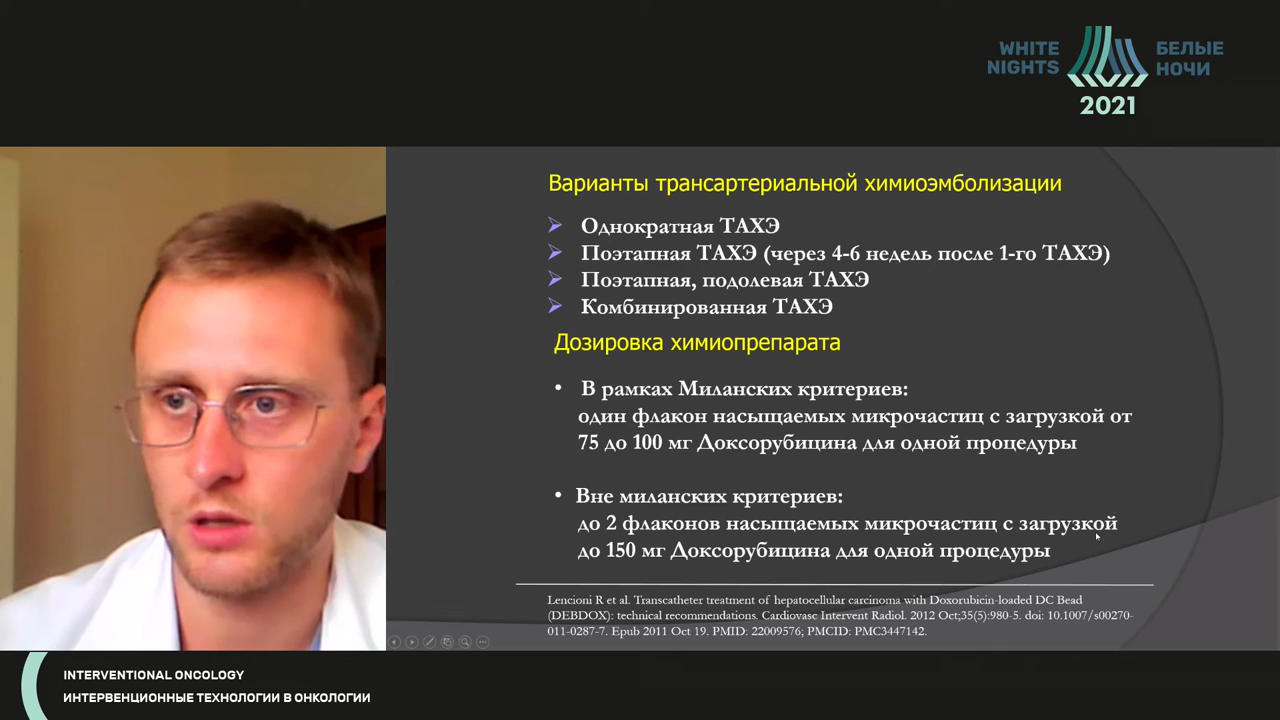 WHITE
NIGHTS
БЕЛЫЕ
НОЧИ
2021
Варианты трансартериальной химиоэмболизации
Однократная ТАХЭ
Поэтапная ТАХЭ (через 4-6 недель после 1-го ТАХЭ)
Поэтапная, подолевая ТАХЭ
Комбинированная ТАХЭ
Дозировка химиопрепарата
• В рамках Миланских критериев:
один флакон насыщаемых микрочастиц с загрузкой от
75 до 100 мг Доксорубицина для одной процедуры
• Вне миланских критериев:
до 2 флаконов насыщаемых микрочастиц с загрузкой
до 150 мг Доксорубицина для одной процедуры
Lencioni R et al. Transcatheter treatment of hepatocellular carcinoma with Doxorubicin-loaded DC Bead
(DEBDOX): technical recommendations. Cardiovasc Intervent Radiol. 2012 Oct;35(5):980-5. doi: 10.1007/s00270-
011-0287-7. Epub 2011 Oct 19. PMID: 22009576; PMCID: PMC3447142.
INTERVENTIONAL ONCOLOGY
ИНТЕРВЕНЦИОННЫЕ ТЕХНОЛОГИИ В ОНКОЛОГИИ